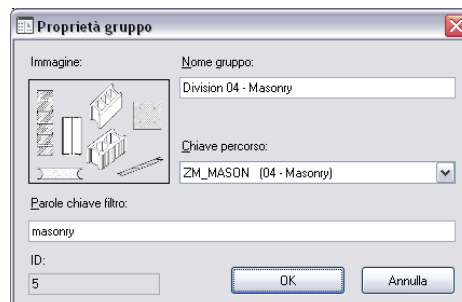 Proprietà gruppo
Immagine:
Nome gruppo:
Division 04 - Masonry
Chiave percorso:
ZM_MASON (04 - Masonry)
Parole chiave filtro:
masonry
ID:
5
OK
Annulla